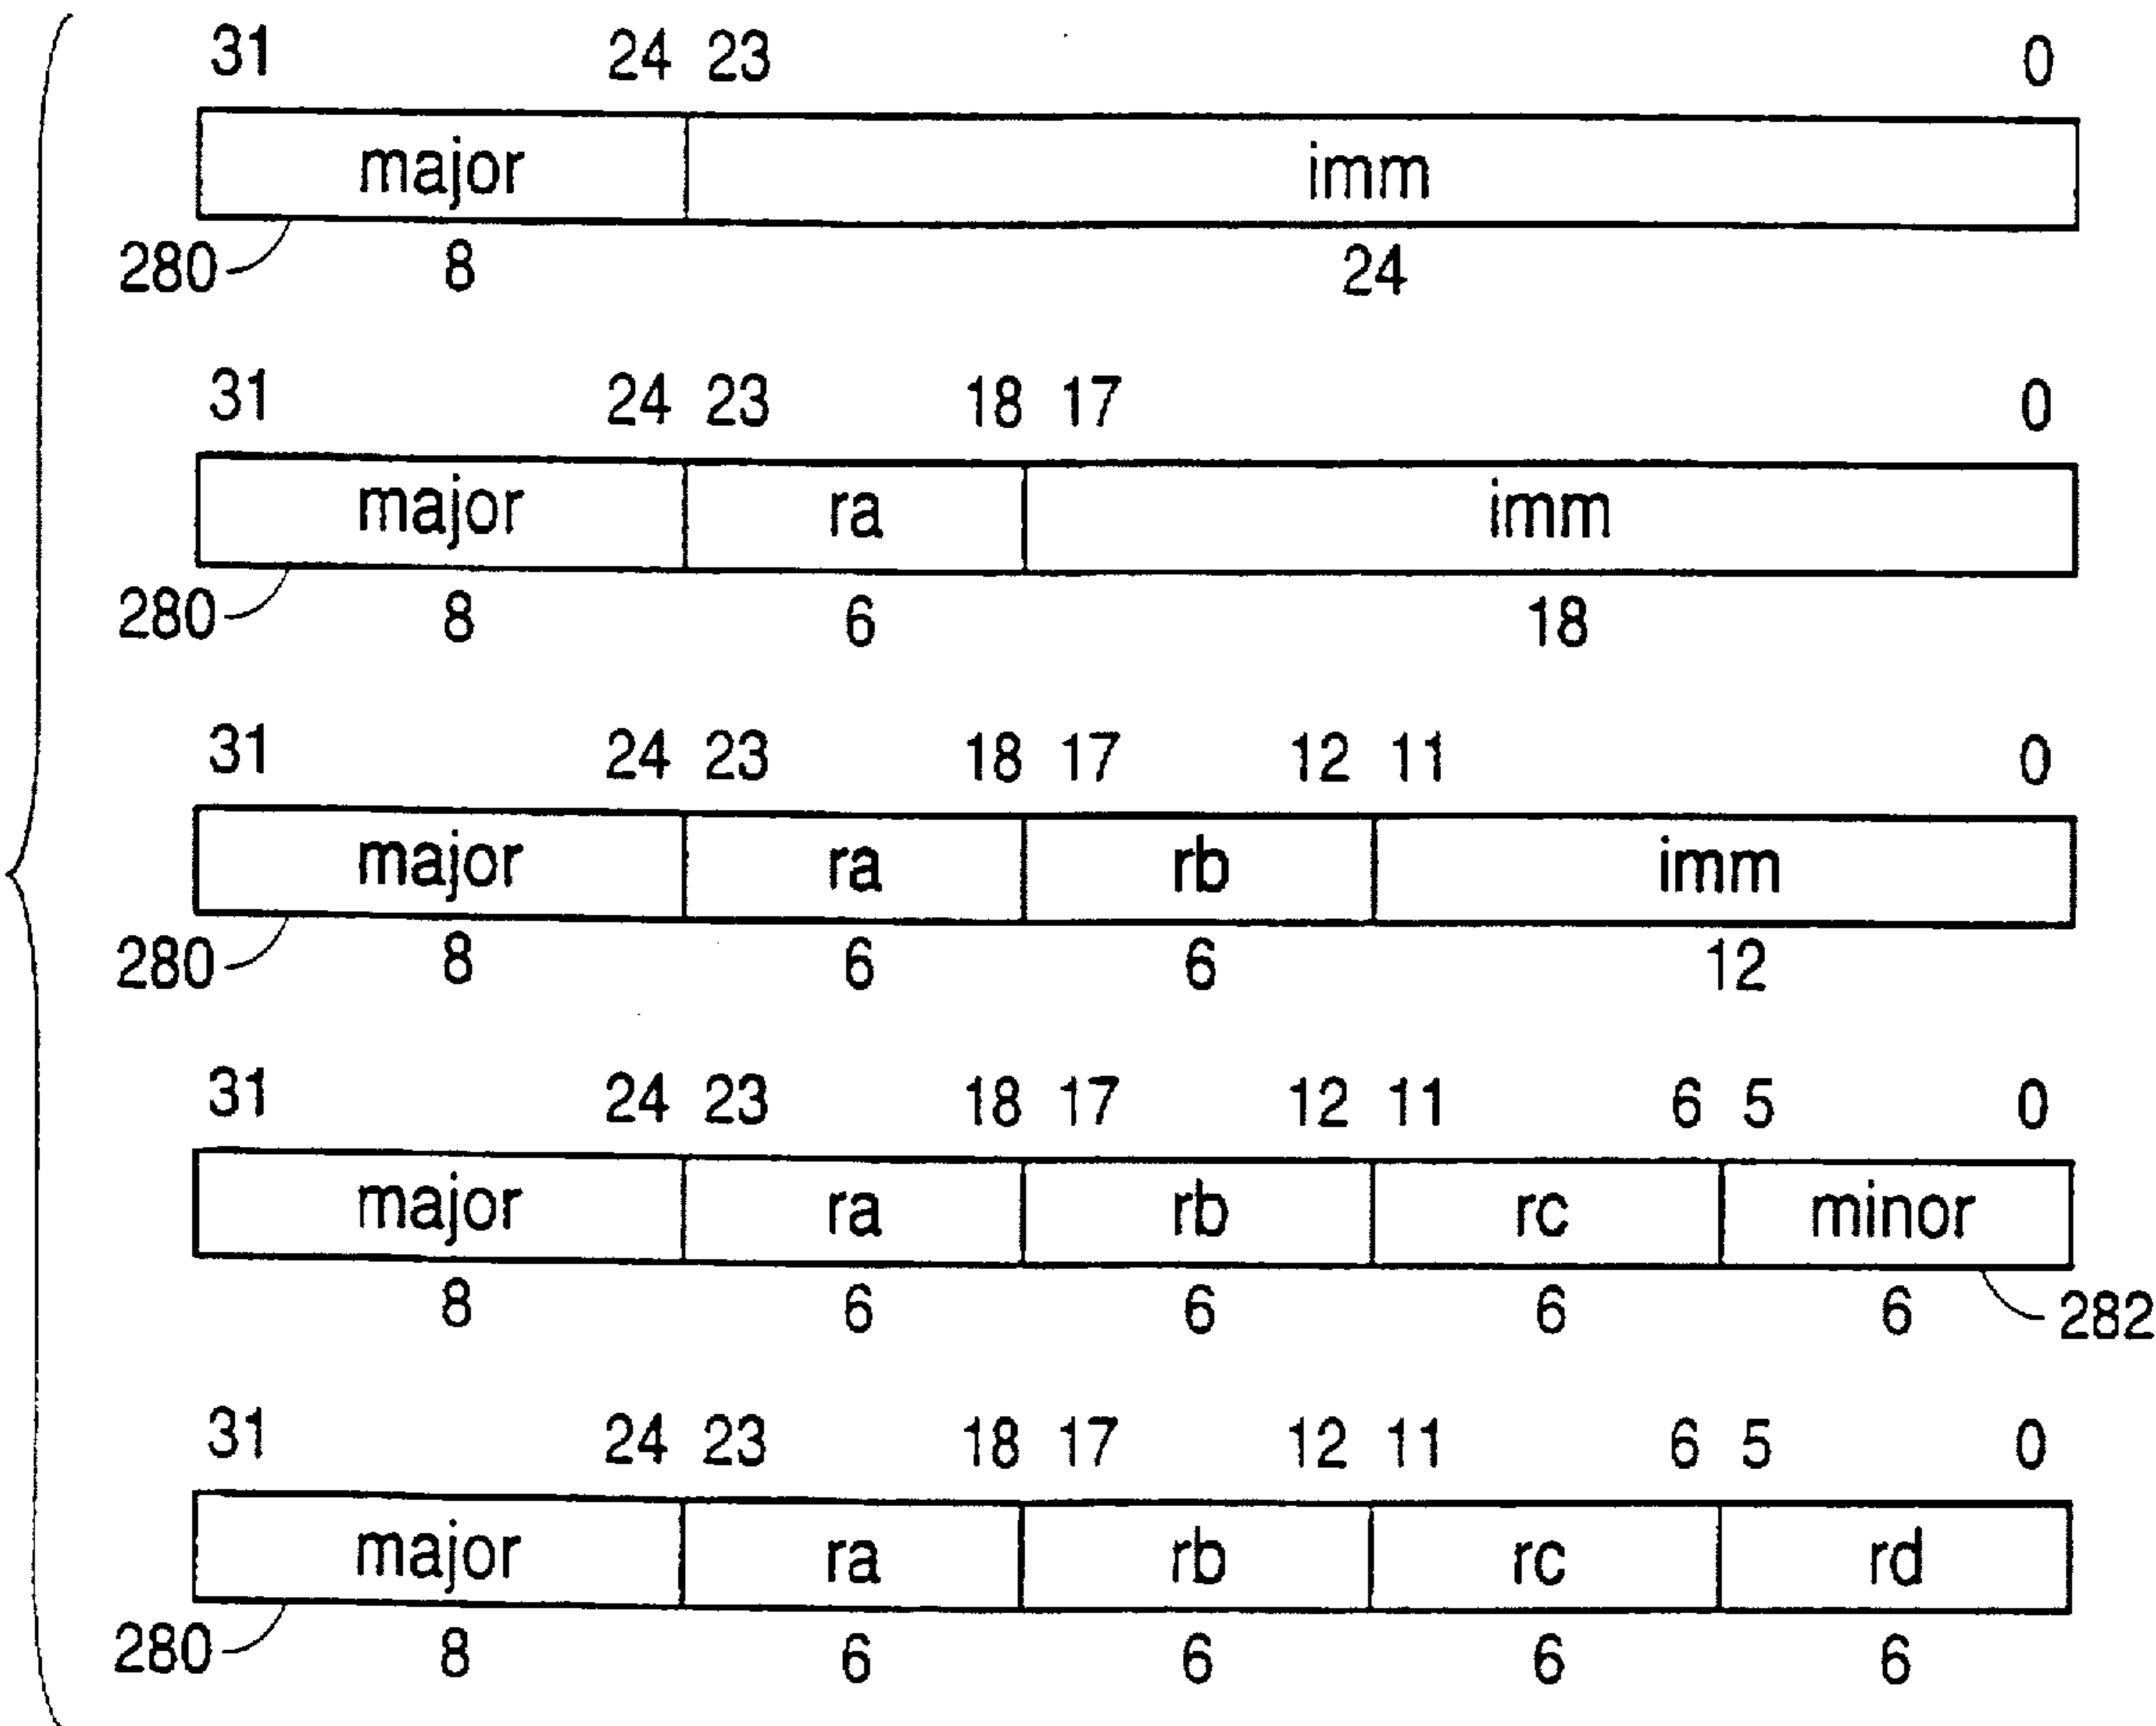 31 24 23 0
major imm
280 8 24
31 24 23 18 17 0
major ra imm
280 8 6 18
31 24 23 18 17 12 11 0
major ra rb imm
280 8 6 6 12
31 24 23 18 17 12 11 6 5 0
major ra rb rc minor
8 6 6 6 6 282
31 24 23 18 17 12 11 6 5 0
major ra rb rc rd
280 8 6 6 6 6